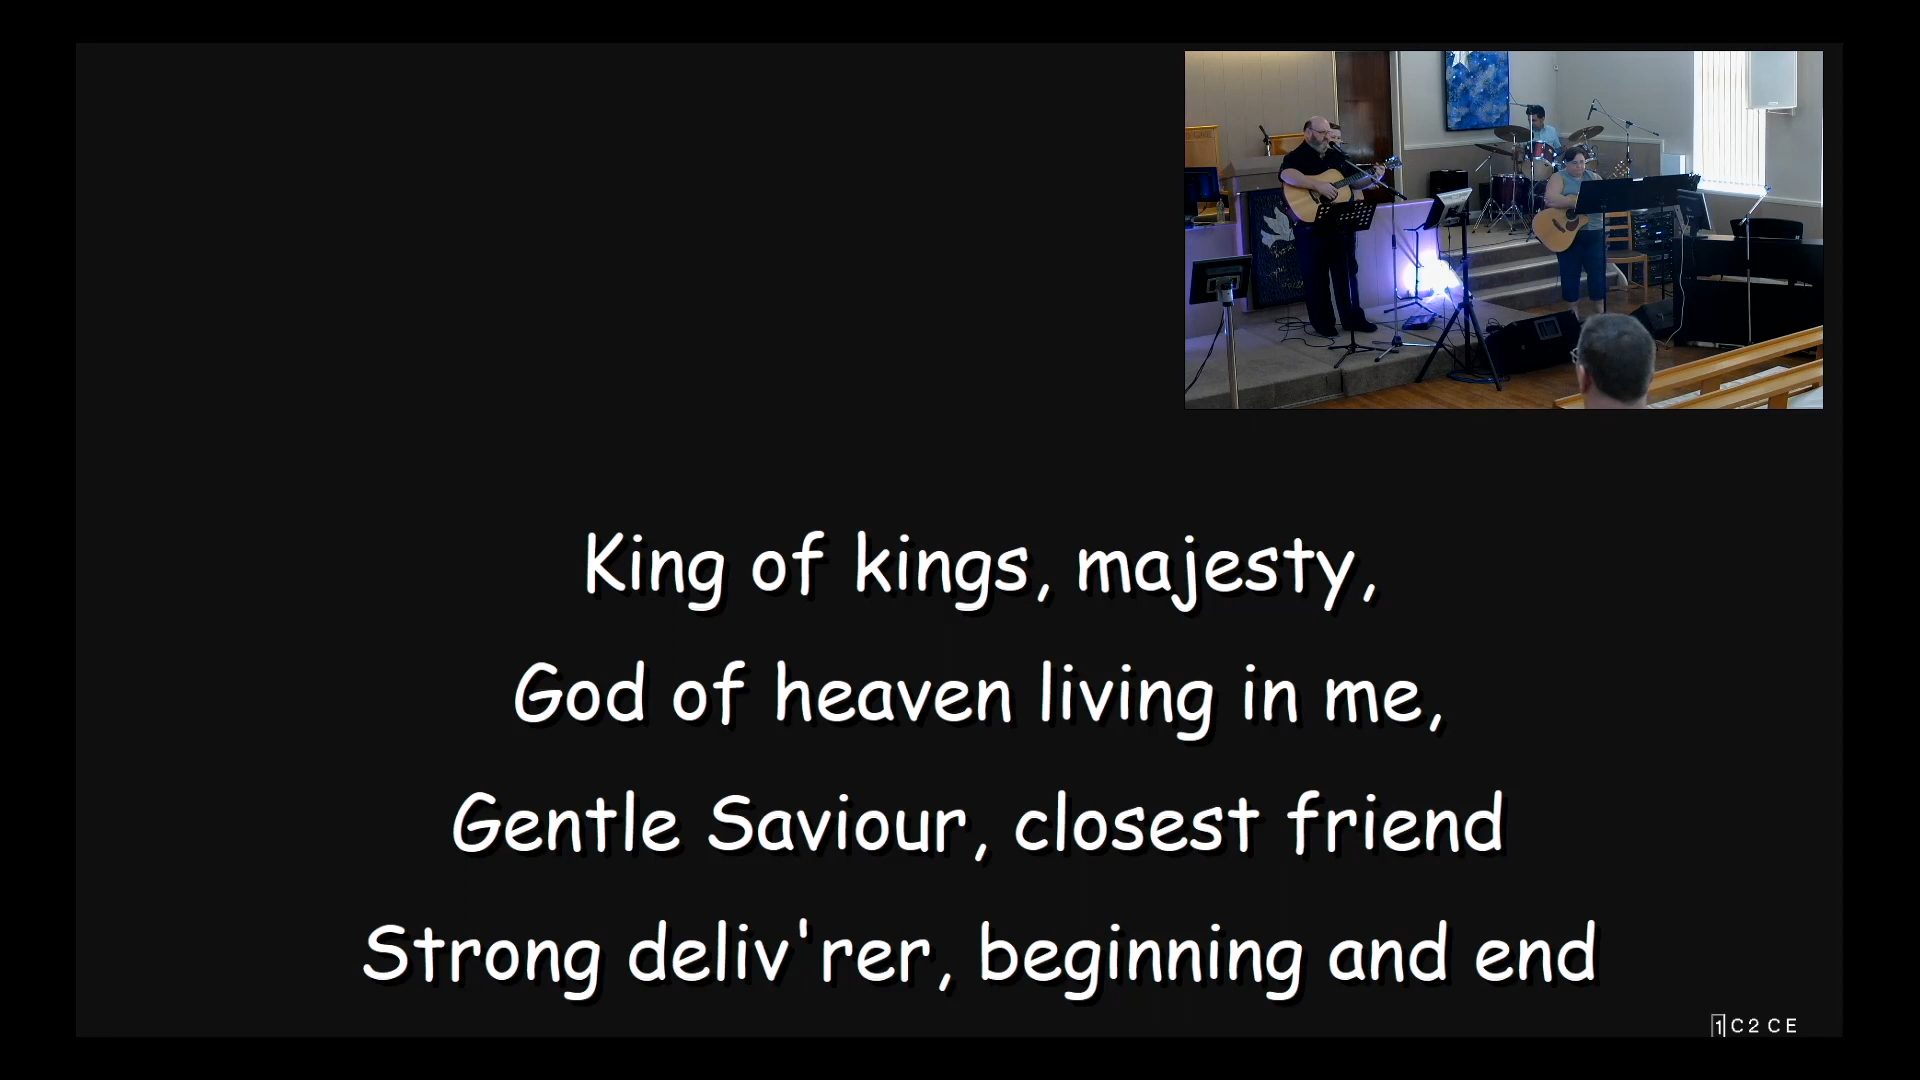 King of kings, majesty,
God of heaven living in me,
Gentle Saviour, closest friend
Strong deliv'rer, beginning and end
1 C 2 C E